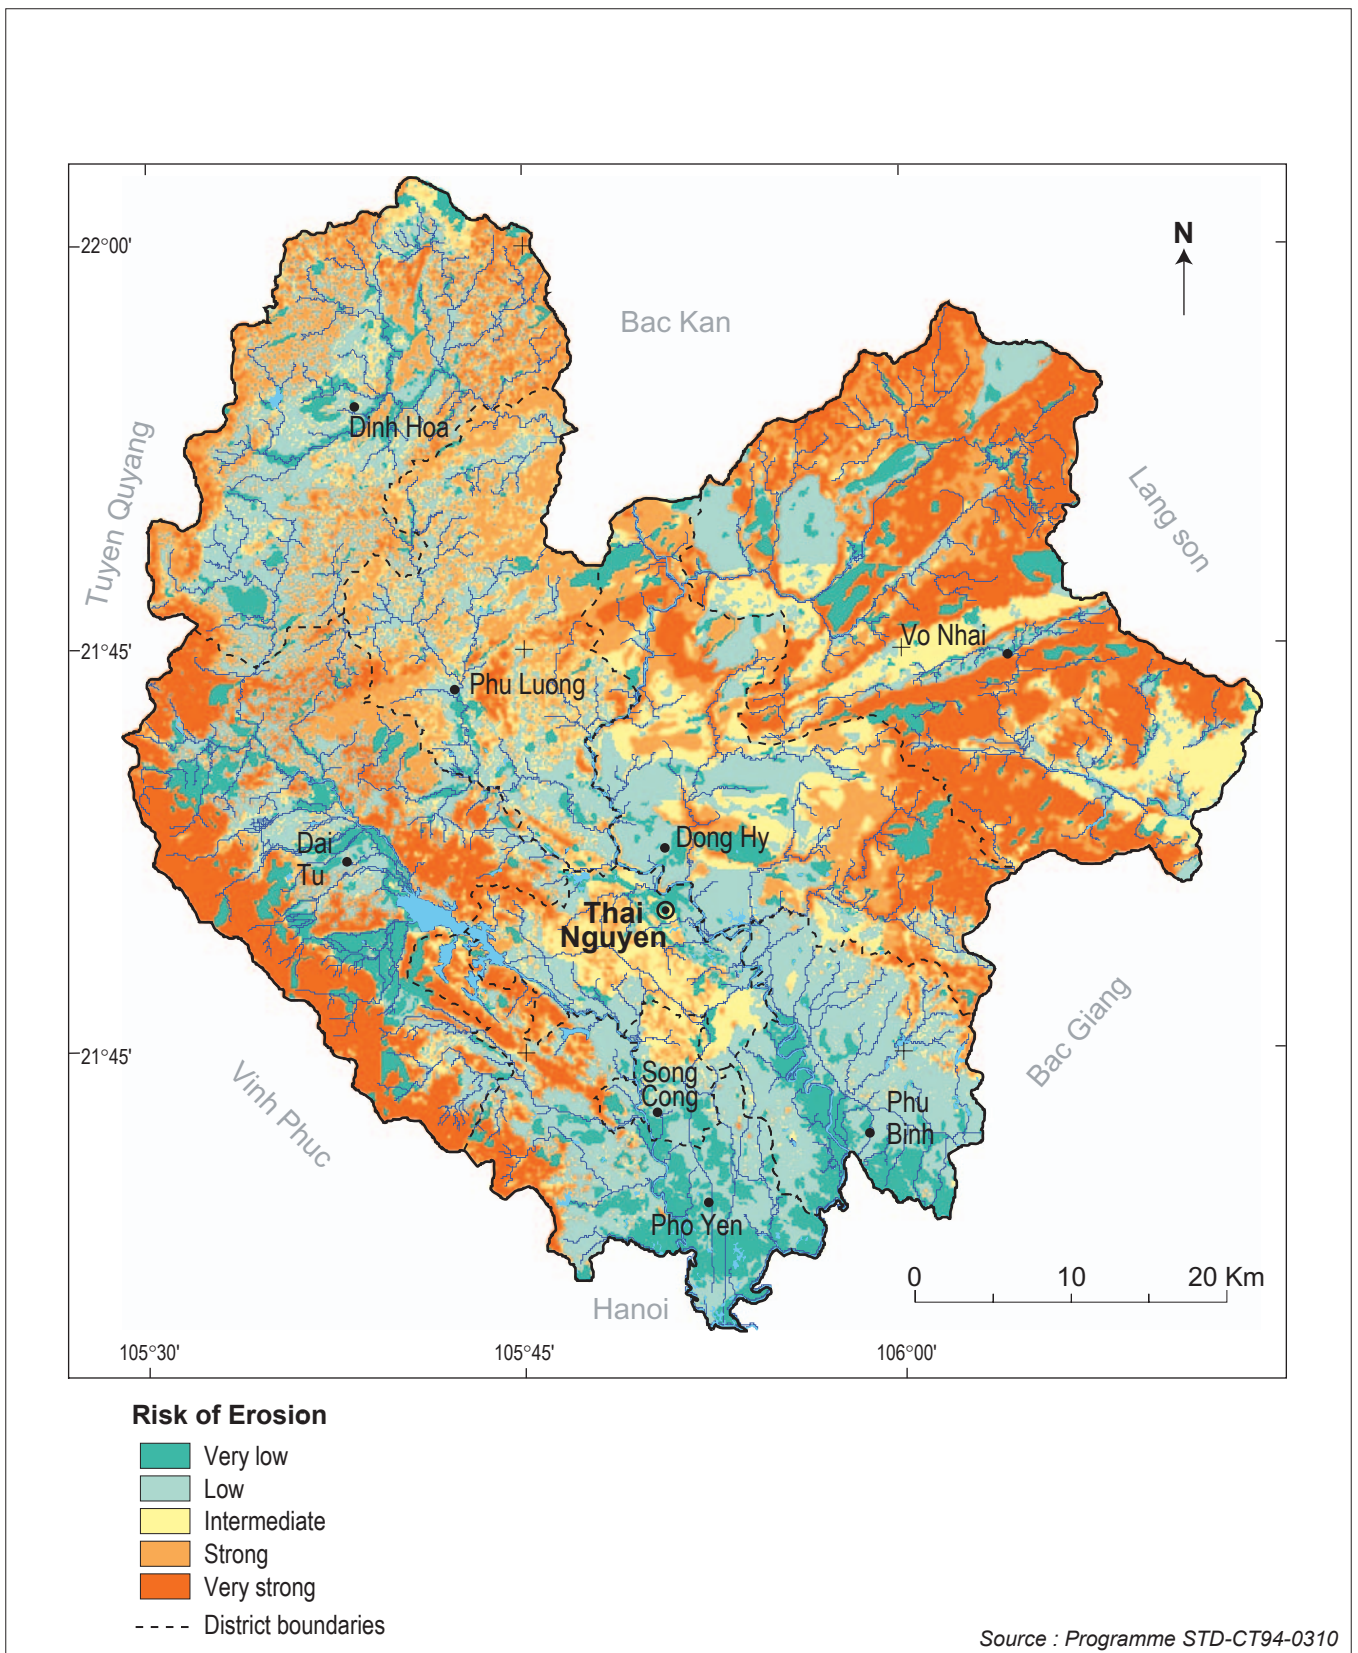 22°00'
N
Bac Kan
Dinh Hoa
Tuyen Quyang
Lang son
21°45'
Vo Nhai
Phu Luong
Dai
Tu
Dong Hy
Thai
Nguyen
21°45'
Vinh Phuc
Song
Cong
Bac Giang
Phu
Binh
Pho Yen
Hanoi
0 10 20 Km
105°30' 105°45' 106°00'
Risk of Erosion
Very low
Low
Intermediate
Strong
Very strong
District boundaries
Source : Programme STD-CT94-0310